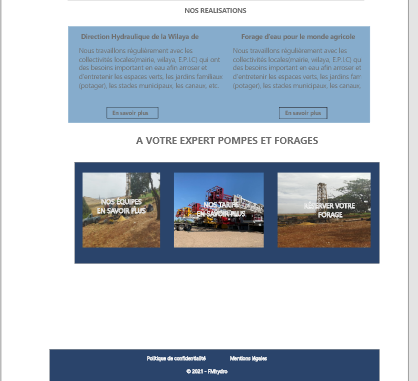 NOS REALISATIONS
Direction Hydraulique de la Wilaya de
Nous travaillons régulièrement avec les
collectivités locales(mairie, wilaya, E.P.I.C) qui ont
des besoins important en eau afin arroser et
d'entretenir les espaces verts, les jardins familiaux
(potager), les stades municipaux, les canaux, etc.
En savoir plus
Forage d'eau pour le monde agricole
Nous travaillons régulièrement avec les
collectivités locales(mairie, wilaya, E.P.I.C) qu
des besoins important en eau afin arroser et
d'entretenir les espaces verts, les jardins fam
(potager), les stades municipaux, les canaux,
En savoir plus
A VOTRE EXPERT POMPES ET FORAGES
NOS EQUIPES
EN SAVOIR PLUS
NOS TARIFS
EN SAVOIR PLUS
RESERVER VOTRE
FORAGE
Politique de confidentialité
Mentions légales
© 2021 - FMhydro